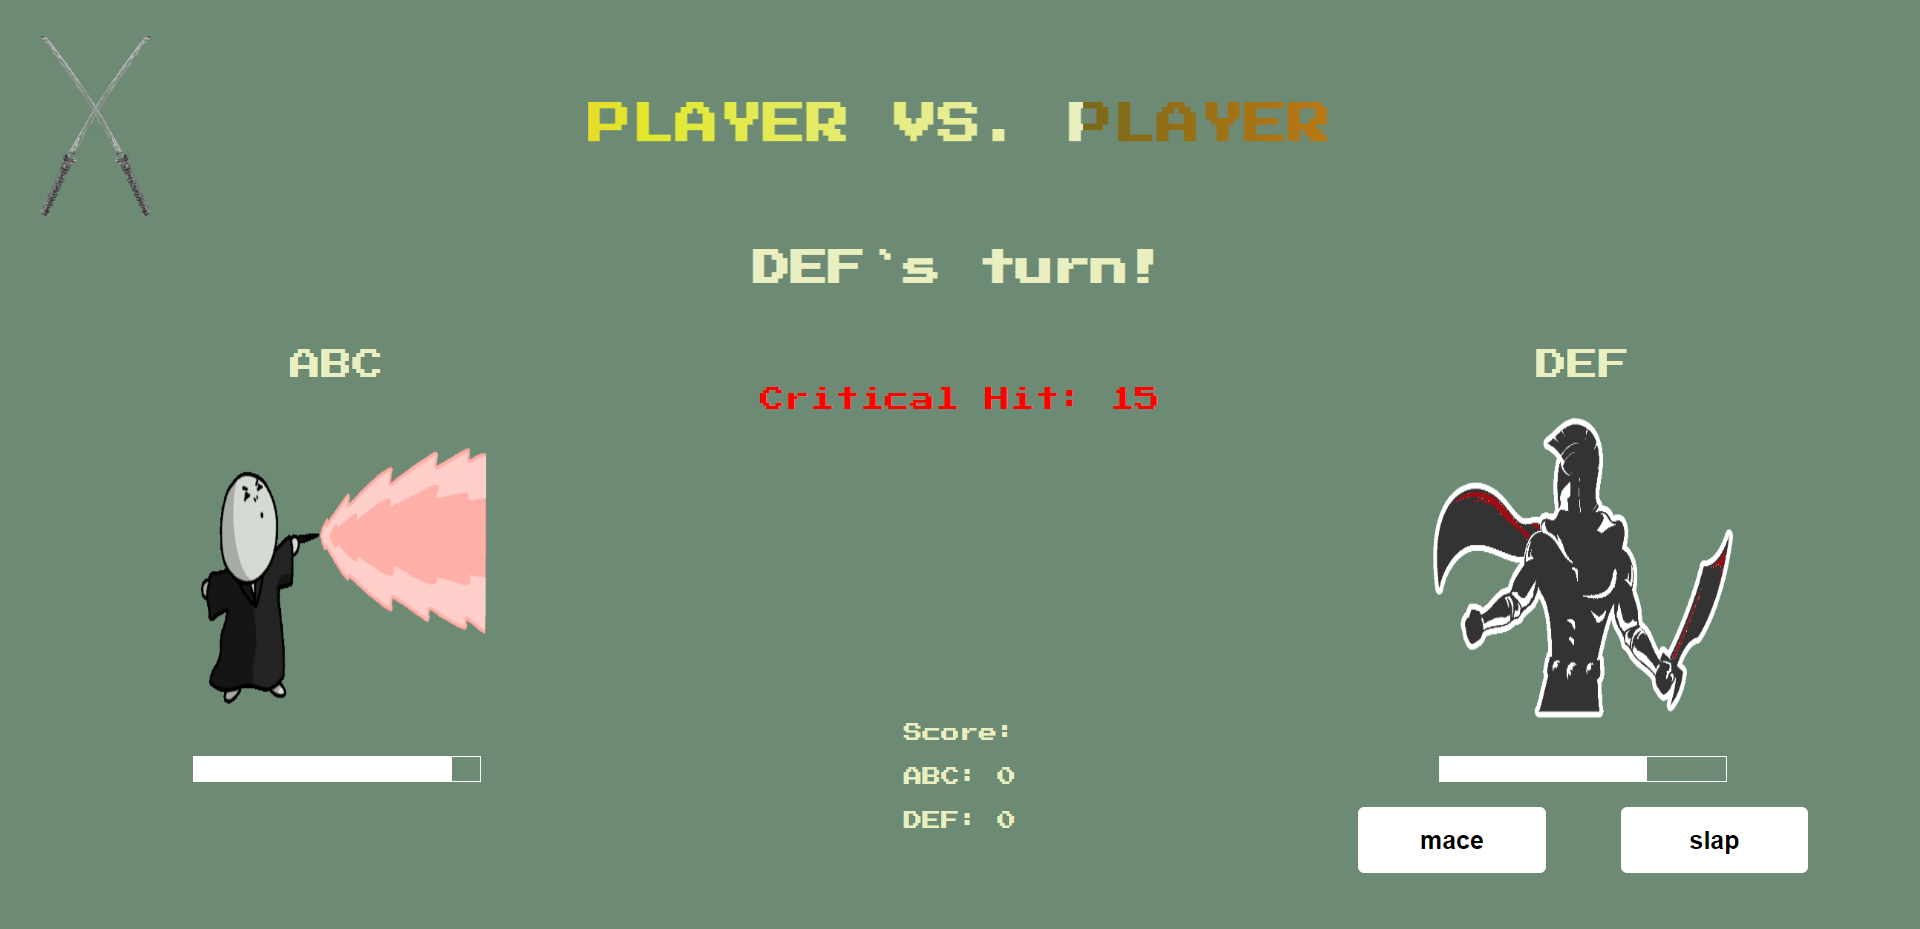 PLAYER VS. PLAYER
DEF`s turn!
ABC
DEF
Critical Hit: 15
Score:
ABC: 0
DEF: 0
mace
slap